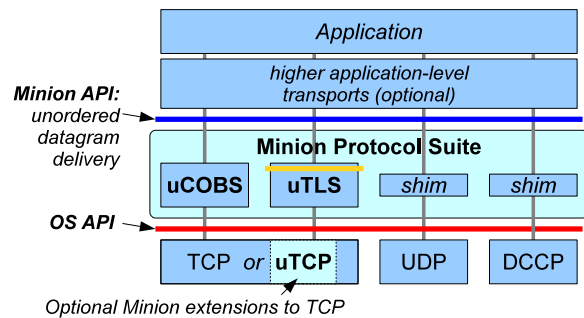 Application
higher application-level
transports (optional)
Minion API:
unordered
datagram
delivery
Minion Protocol Suite
uCOBS
uTLS
shim
shim
OS API
TCP or uTCP
UDP
DCCP
Optional Minion extensions to TCP